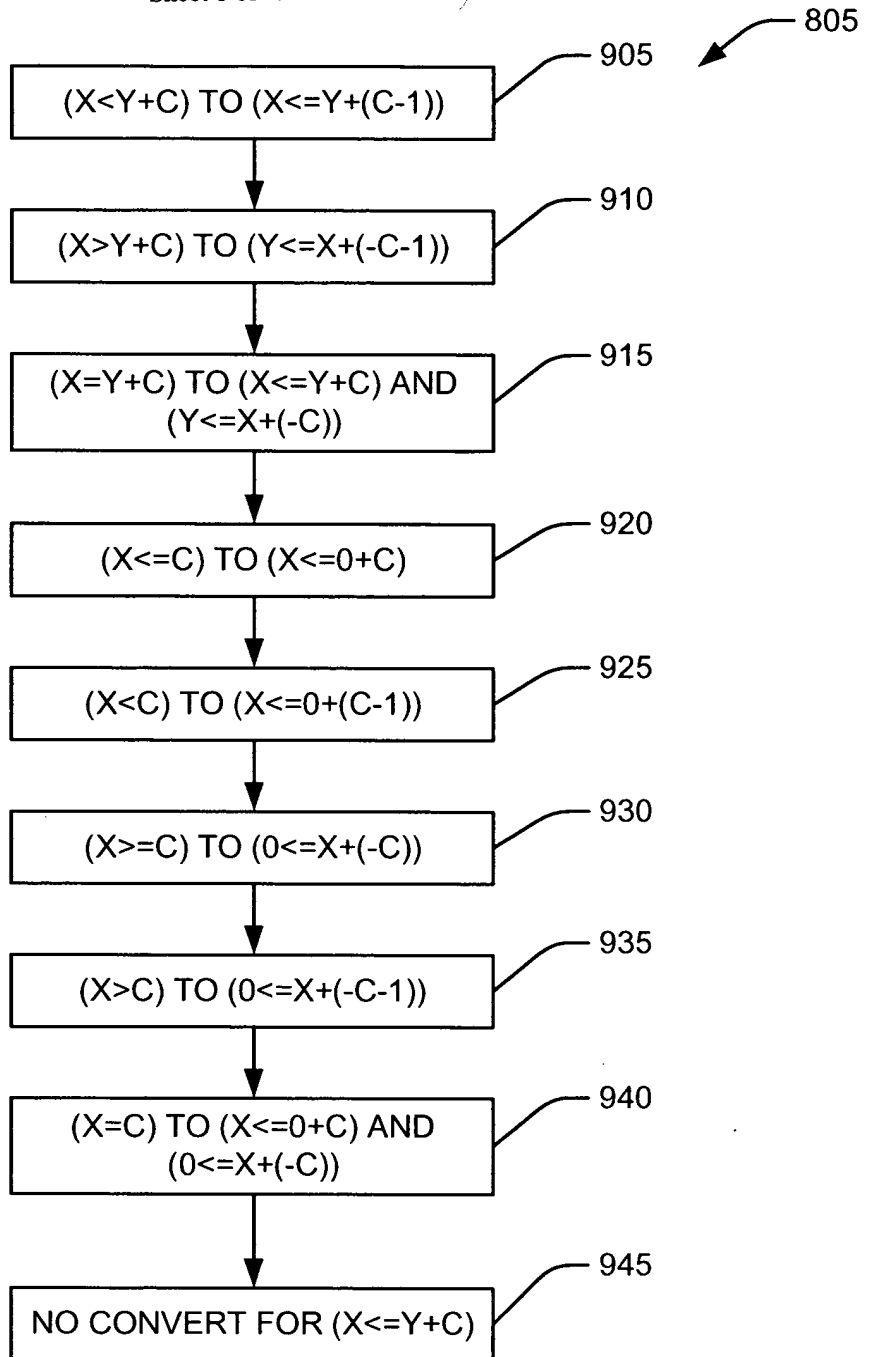 805
905
(X<Y+C) TO (X<=Y+(C-1))
910
(X>Y+C) TO (Y<=X+(-C-1))
915
(X=Y+C) TO (X<=Y+C) AND
(Y<=X+(-C))
920
(X<=C) TO (X<=0+C)
925
(X<C) TO (X<=0+(C-1))
930
(X>=C) TO (0<=X+(-C))
935
(X>C) TO (0<=X+(-C-1))
940
(X=C) TO (X<=0+C) AND
(0<=X+(-C))
945
NO CONVERT FOR (X<=Y+C)